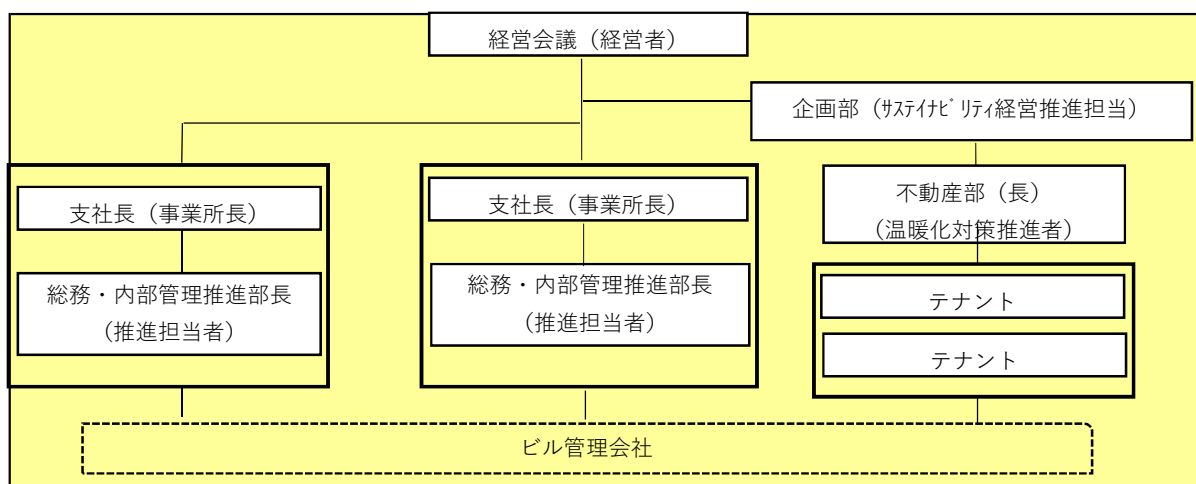 経営会議（経営者）
企画部（ｻｽﾃｲﾅﾋﾞﾘﾃｨ経営推進担当）
支社長（事業所長）
総務・内部管理推進部長
（推進担当者）
支社長（事業所長）
総務・内部管理推進部長
（推進担当者）
不動産部（長）
（温暖化対策推進者）
テナント
テナント
ビル管理会社